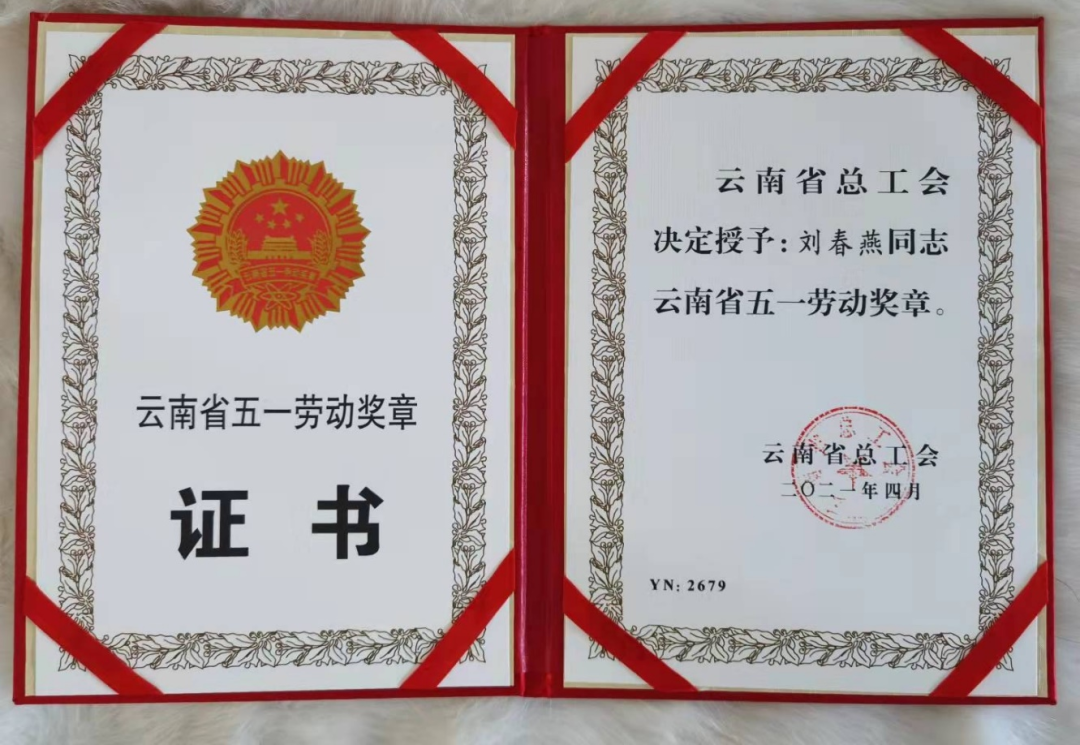 云南省五一劳动奖章
证书
云南省总工会
决定授予：刘春燕同志
云南省五一劳动奖章。
云南省总工会
二〇二一年四月
YN: 2679